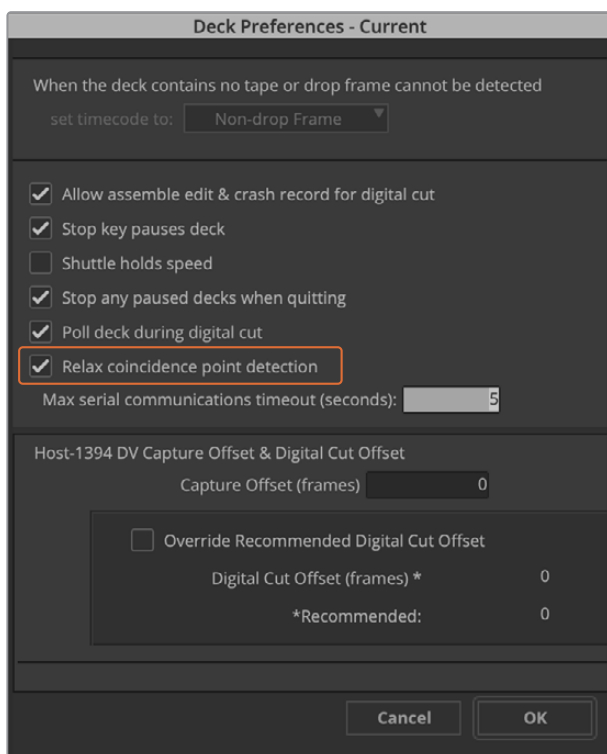 Deck Preferences - Current
When the deck contains no tape or drop frame cannot be detected
set timecode to: Non-drop Frame
Allow assemble edit & crash record for digital cut
Stop key pauses deck
Shuttle holds speed
Stop any paused decks when quitting
Poll deck during digital cut
Relax coincidence point detection
Max serial communications timeout (seconds): 5
Host-1394 DV Capture Offset & Digital Cut Offset
Capture Offset (frames) 0
Override Recommended Digital Cut Offset
Digital Cut Offset (frames) * 0
*Recommended: 0
Cancel OK